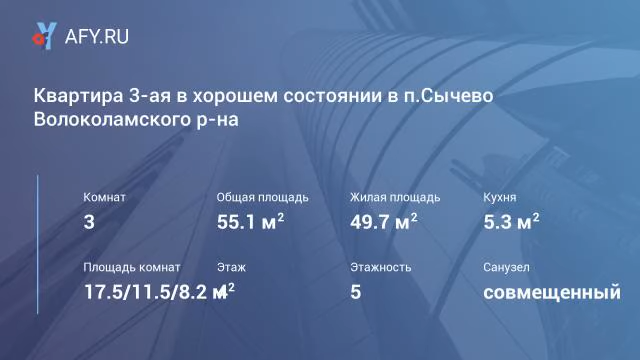 AFY.RU
Квартира 3-ая в хорошем состоянии в п.Сычево
Волоколамского р-на
Комнат
3
Общая площадь
55.1 м²
Жилая площадь
49.7 м²
Кухня
5.3 м²
Площадь комнат
17.5/11.5/8.2 м²
Этаж
4
Этажность
5
Санузел
совмещенный